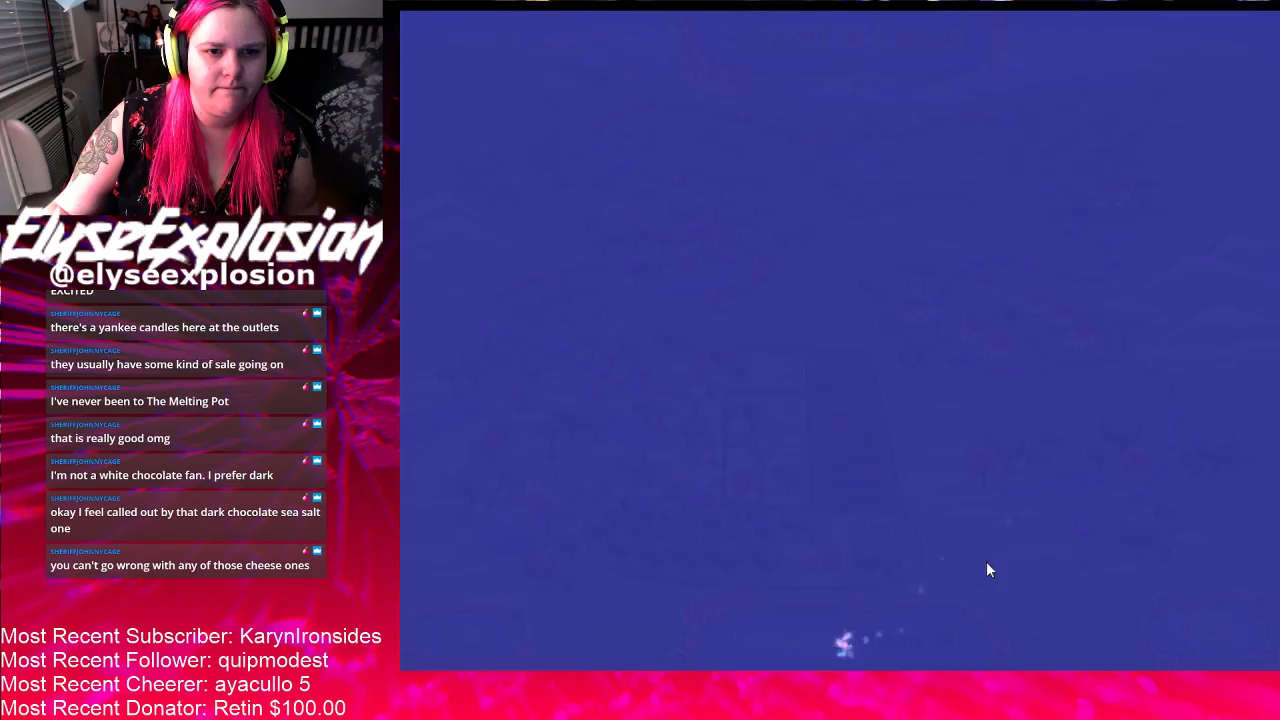 ElyseExplosion
@elyseexplosion
EXCITED
SHERIFFJOHNNYCAGE
there's a yankee candles here at the outlets
SHERIFFJOHNNYCAGE
they usually have some kind of sale going on
SHERIFFJOHNNYCAGE
I've never been to The Melting Pot
SHERIFFJOHNNYCAGE
that is really good omg
SHERIFFJOHNNYCAGE
I'm not a white chocolate fan. I prefer dark
SHERIFFJOHNNYCAGE
okay I feel called out by that dark chocolate sea salt
one
SHERIFFJOHNNYCAGE
you can't go wrong with any of those cheese ones
Most Recent Subscriber: KarynIronsides
Most Recent Follower: quipmodest
Most Recent Cheerer: ayacullo 5
Most Recent Donator: Retin $100.00